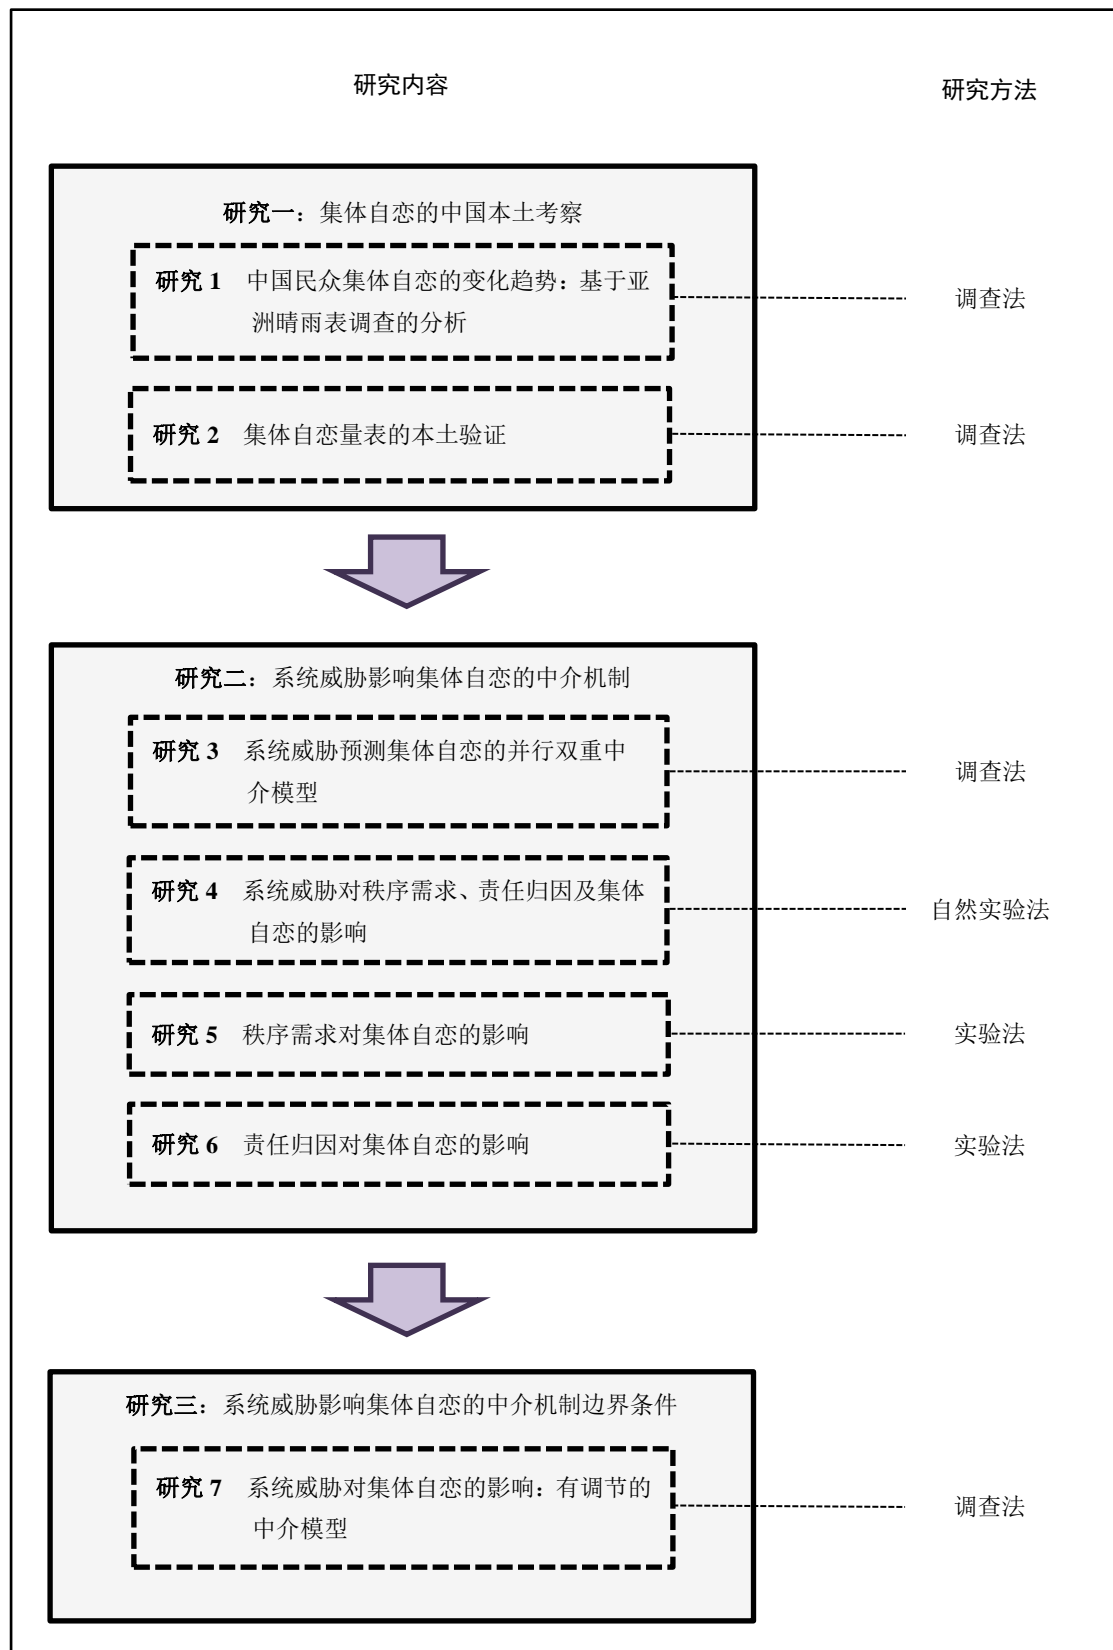 研究内容
研究方法
研究一：集体自恋的中国本土考察
研究 1 中国民众集体自恋的变化趋势：基于亚
洲晴雨表调查的分析
调查法
研究 2 集体自恋量表的本土验证
调查法
研究二：系统威胁影响集体自恋的中介机制
研究 3 系统威胁预测集体自恋的并行双重中
介模型
调查法
研究 4 系统威胁对秩序需求、责任归因及集体
自恋的影响
自然实验法
研究 5 秩序需求对集体自恋的影响
实验法
研究 6 责任归因对集体自恋的影响
实验法
研究三：系统威胁影响集体自恋的中介机制边界条件
研究 7 系统威胁对集体自恋的影响：有调节的
中介模型
调查法